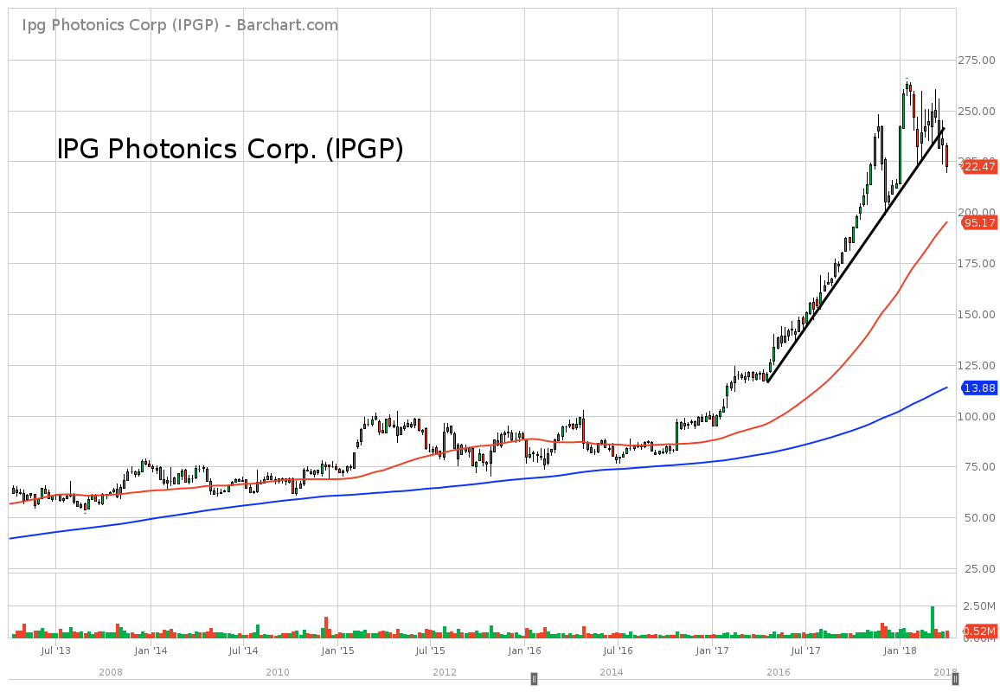 Ipg Photonics Corp (IPGP) - Barchart.com
IPG Photonics Corp. (IPGP)
275.00
250.00
22.47
200.00
95.17
175.00
150.00
125.00
13.88
100.00
75.00
50.00
25.00
2.50M
0.52M
Jul '13 Jan '14 Jul '14 Jan '15 Jul '15 Jan '16 Jul '16 Jan '17 Jul '17 Jan '18
2008 2010 2012 2014 2016 2018